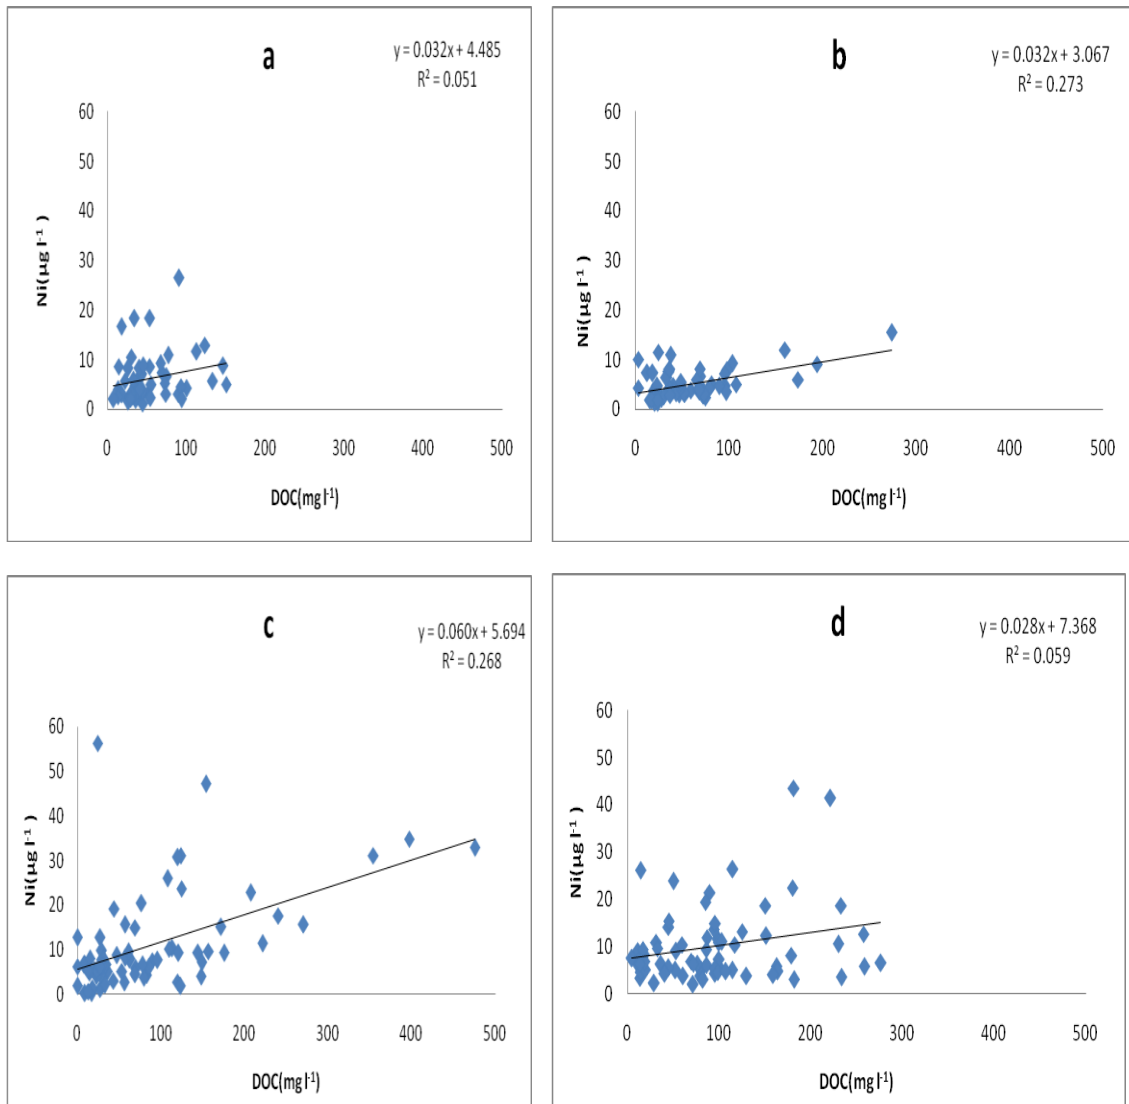 a
y = 0.032x + 4.485
R² = 0.051
60
50
40
30
20
10
0
Ni(µg l⁻¹ )
0 100 200 300 400 500
DOC(mg l⁻¹)
b
y = 0.032x + 3.067
R² = 0.273
60
50
40
30
20
10
0
Ni(µg l⁻¹ )
0 100 200 300 400 500
DOC(mg l⁻¹)
c
y = 0.060x + 5.694
R² = 0.268
60
50
40
30
20
10
0
Ni(µg l⁻¹ )
0 100 200 300 400 500
DOC(mg l⁻¹)
d
y = 0.028x + 7.368
R² = 0.059
60
50
40
30
20
10
0
Ni(µg l⁻¹ )
0 100 200 300 400 500
DOC(mg l⁻¹)